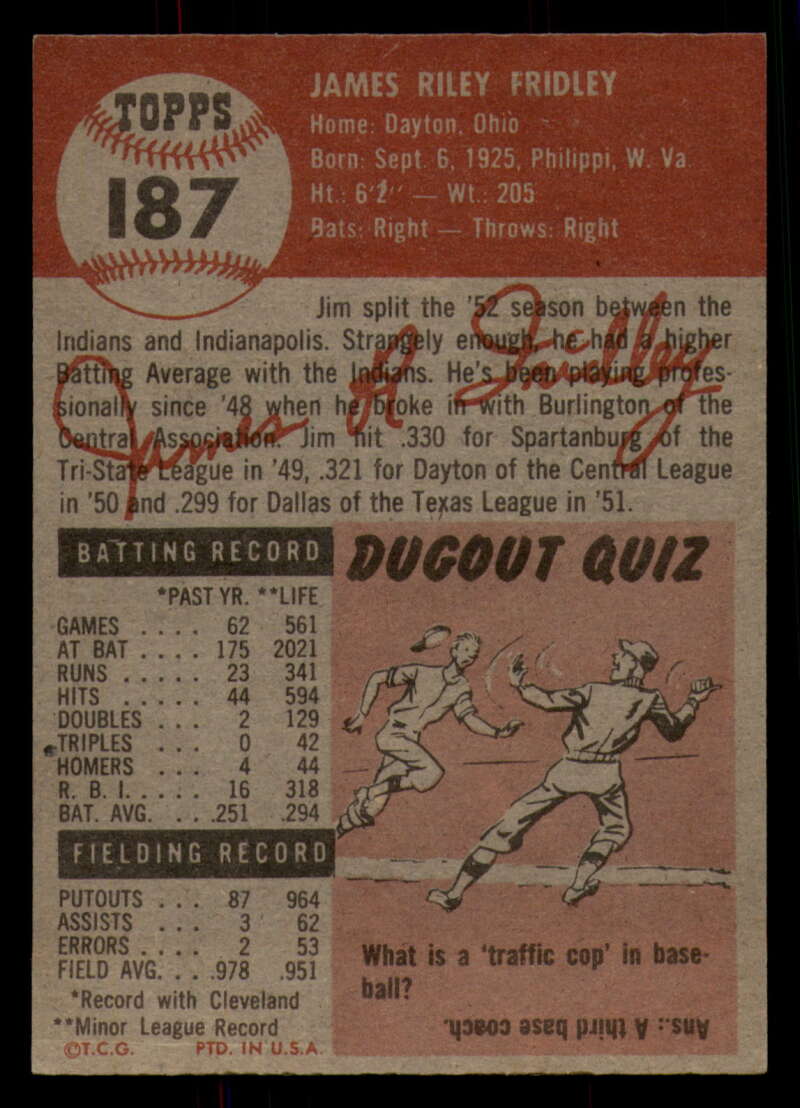 TOPPS
187
JAMES RILEY FRIDLEY
Home: Dayton, Ohio
Born: Sept. 6, 1925, Philippi, W. Va.
Ht.: 6'2" — Wt.: 205
Bats: Right — Throws: Right
Jim split the '52 season between the
Indians and Indianapolis. Strangely enough, he had a higher
Batting Average with the Indians. He's been playing profes-
sionally since '48 when he broke in with Burlington of the
Central Association. Jim hit .330 for Spartanburg of the
Tri-State League in '49, .321 for Dayton of the Central League
in '50 and .299 for Dallas of the Texas League in '51.
James R. Fridley
BATTING RECORD
*PAST YR. **LIFE
GAMES .... 62 561
AT BAT .... 175 2021
RUNS ..... 23 341
HITS ..... 44 594
DOUBLES ... 2 129
TRIPLES ... 0 42
HOMERS ... 4 44
R. B. I. .... 16 318
BAT. AVG. ... .251 .294
FIELDING RECORD
PUTOUTS ... 87 964
ASSISTS ... 3 62
ERRORS .... 2 53
FIELD AVG. ... .978 .951
*Record with Cleveland
**Minor League Record
©T.C.G. PTD. IN U.S.A.
DUGOUT QUIZ
What is a 'traffic cop' in base-
ball?
Ans.: A third base coach.